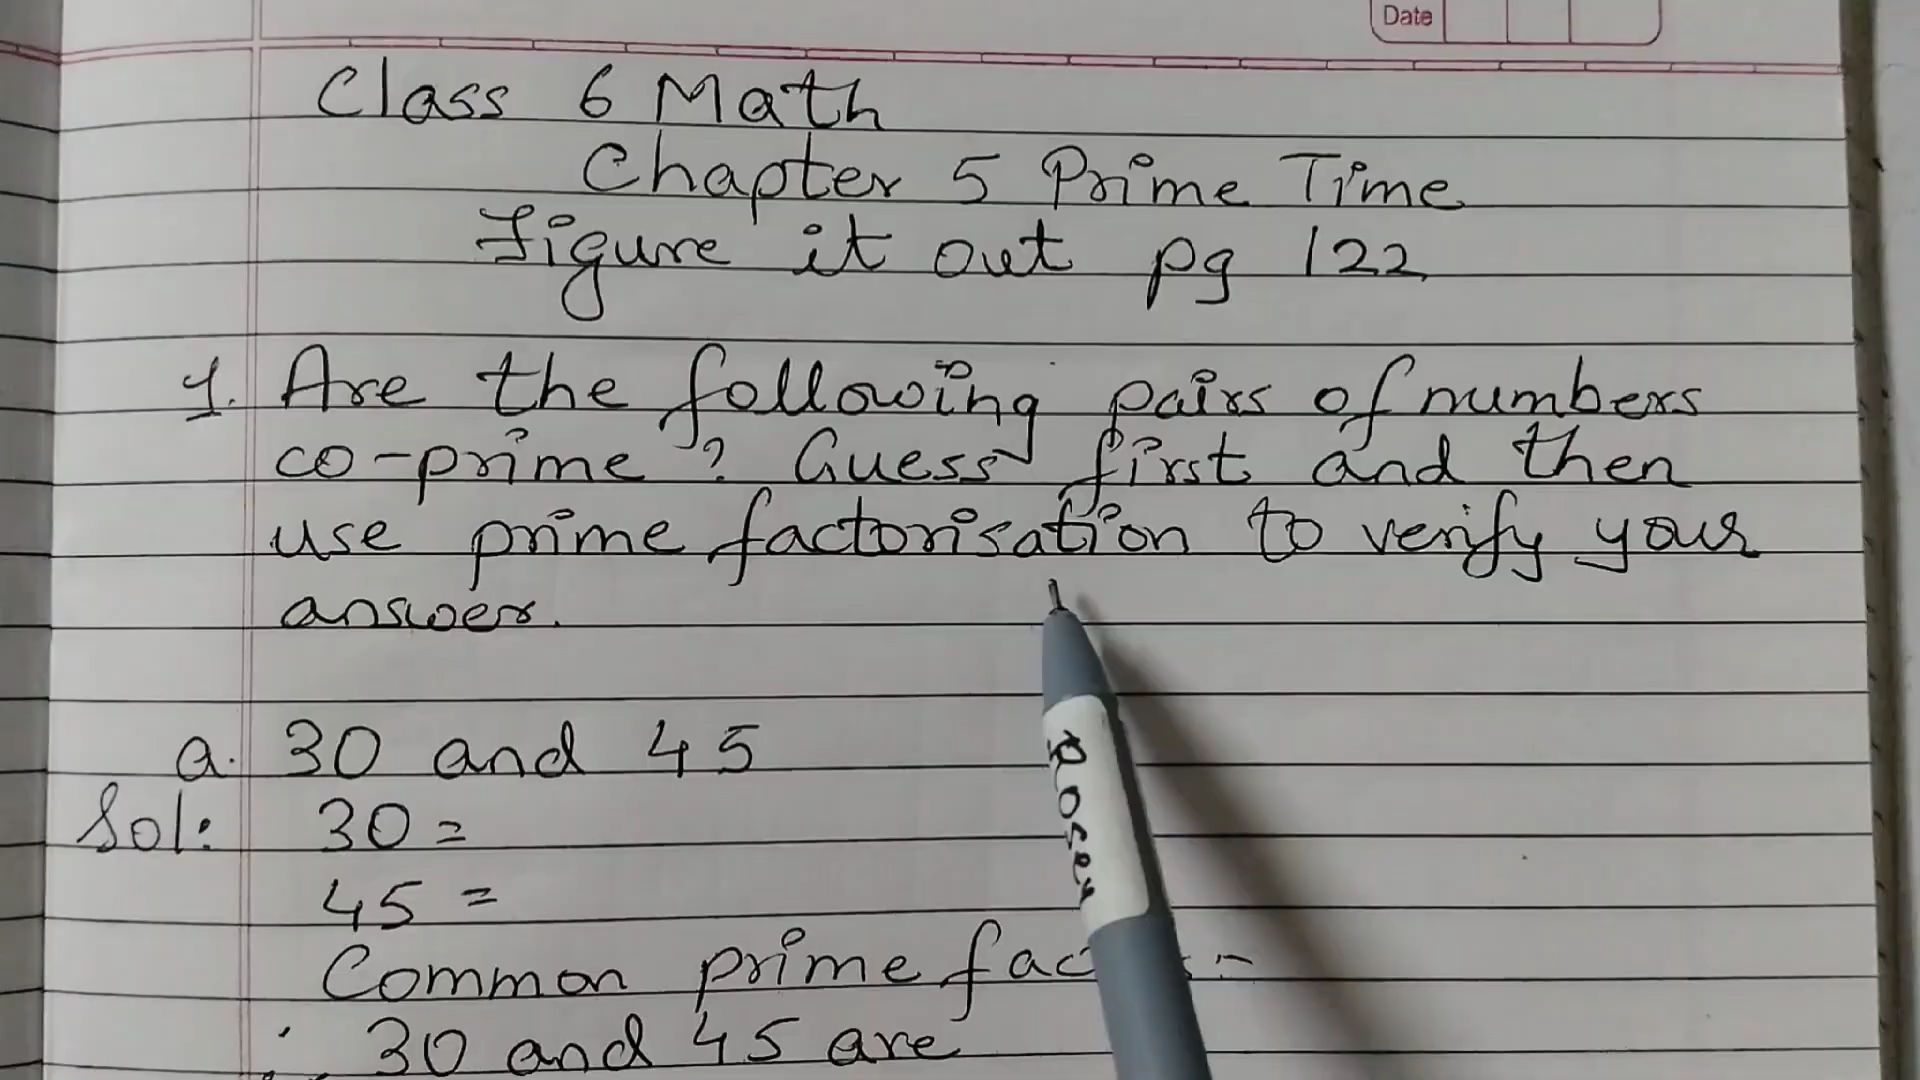 Date
Class 6 Math
Chapter 5 Prime Time
Figure it out pg 122
1. Are the following pairs of numbers
co-prime? Guess first and then
use prime factorisation to verify your
answer.
a. 30 and 45
Sol: 30 =
45 =
Common prime fac
∴ 30 and 45 are
Rosey